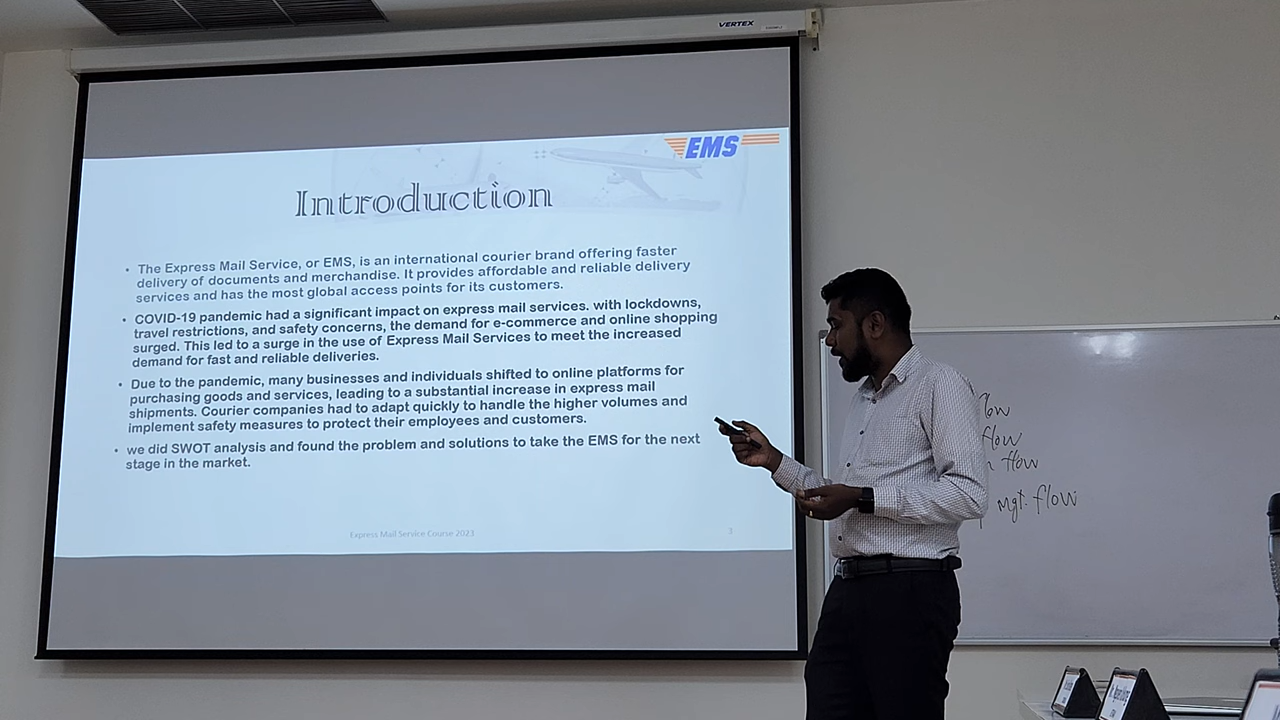 VERTEX
EMS
Introduction
• The Express Mail Service, or EMS, is an international courier brand offering faster
delivery of documents and merchandise. It provides affordable and reliable delivery
services and has the most global access points for its customers.
• COVID-19 pandemic had a significant impact on express mail services. with lockdowns,
travel restrictions, and safety concerns, the demand for e-commerce and online shopping
surged. This led to a surge in the use of Express Mail Services to meet the increased
demand for fast and reliable deliveries.
• Due to the pandemic, many businesses and individuals shifted to online platforms for
purchasing goods and services, leading to a substantial increase in express mail
shipments. Courier companies had to adapt quickly to handle the higher volumes and
implement safety measures to protect their employees and customers.
• we did SWOT analysis and found the problem and solutions to take the EMS for the next
stage in the market.
Express Mail Service Course 2023
3
flow
flow
flow
mgt. flow